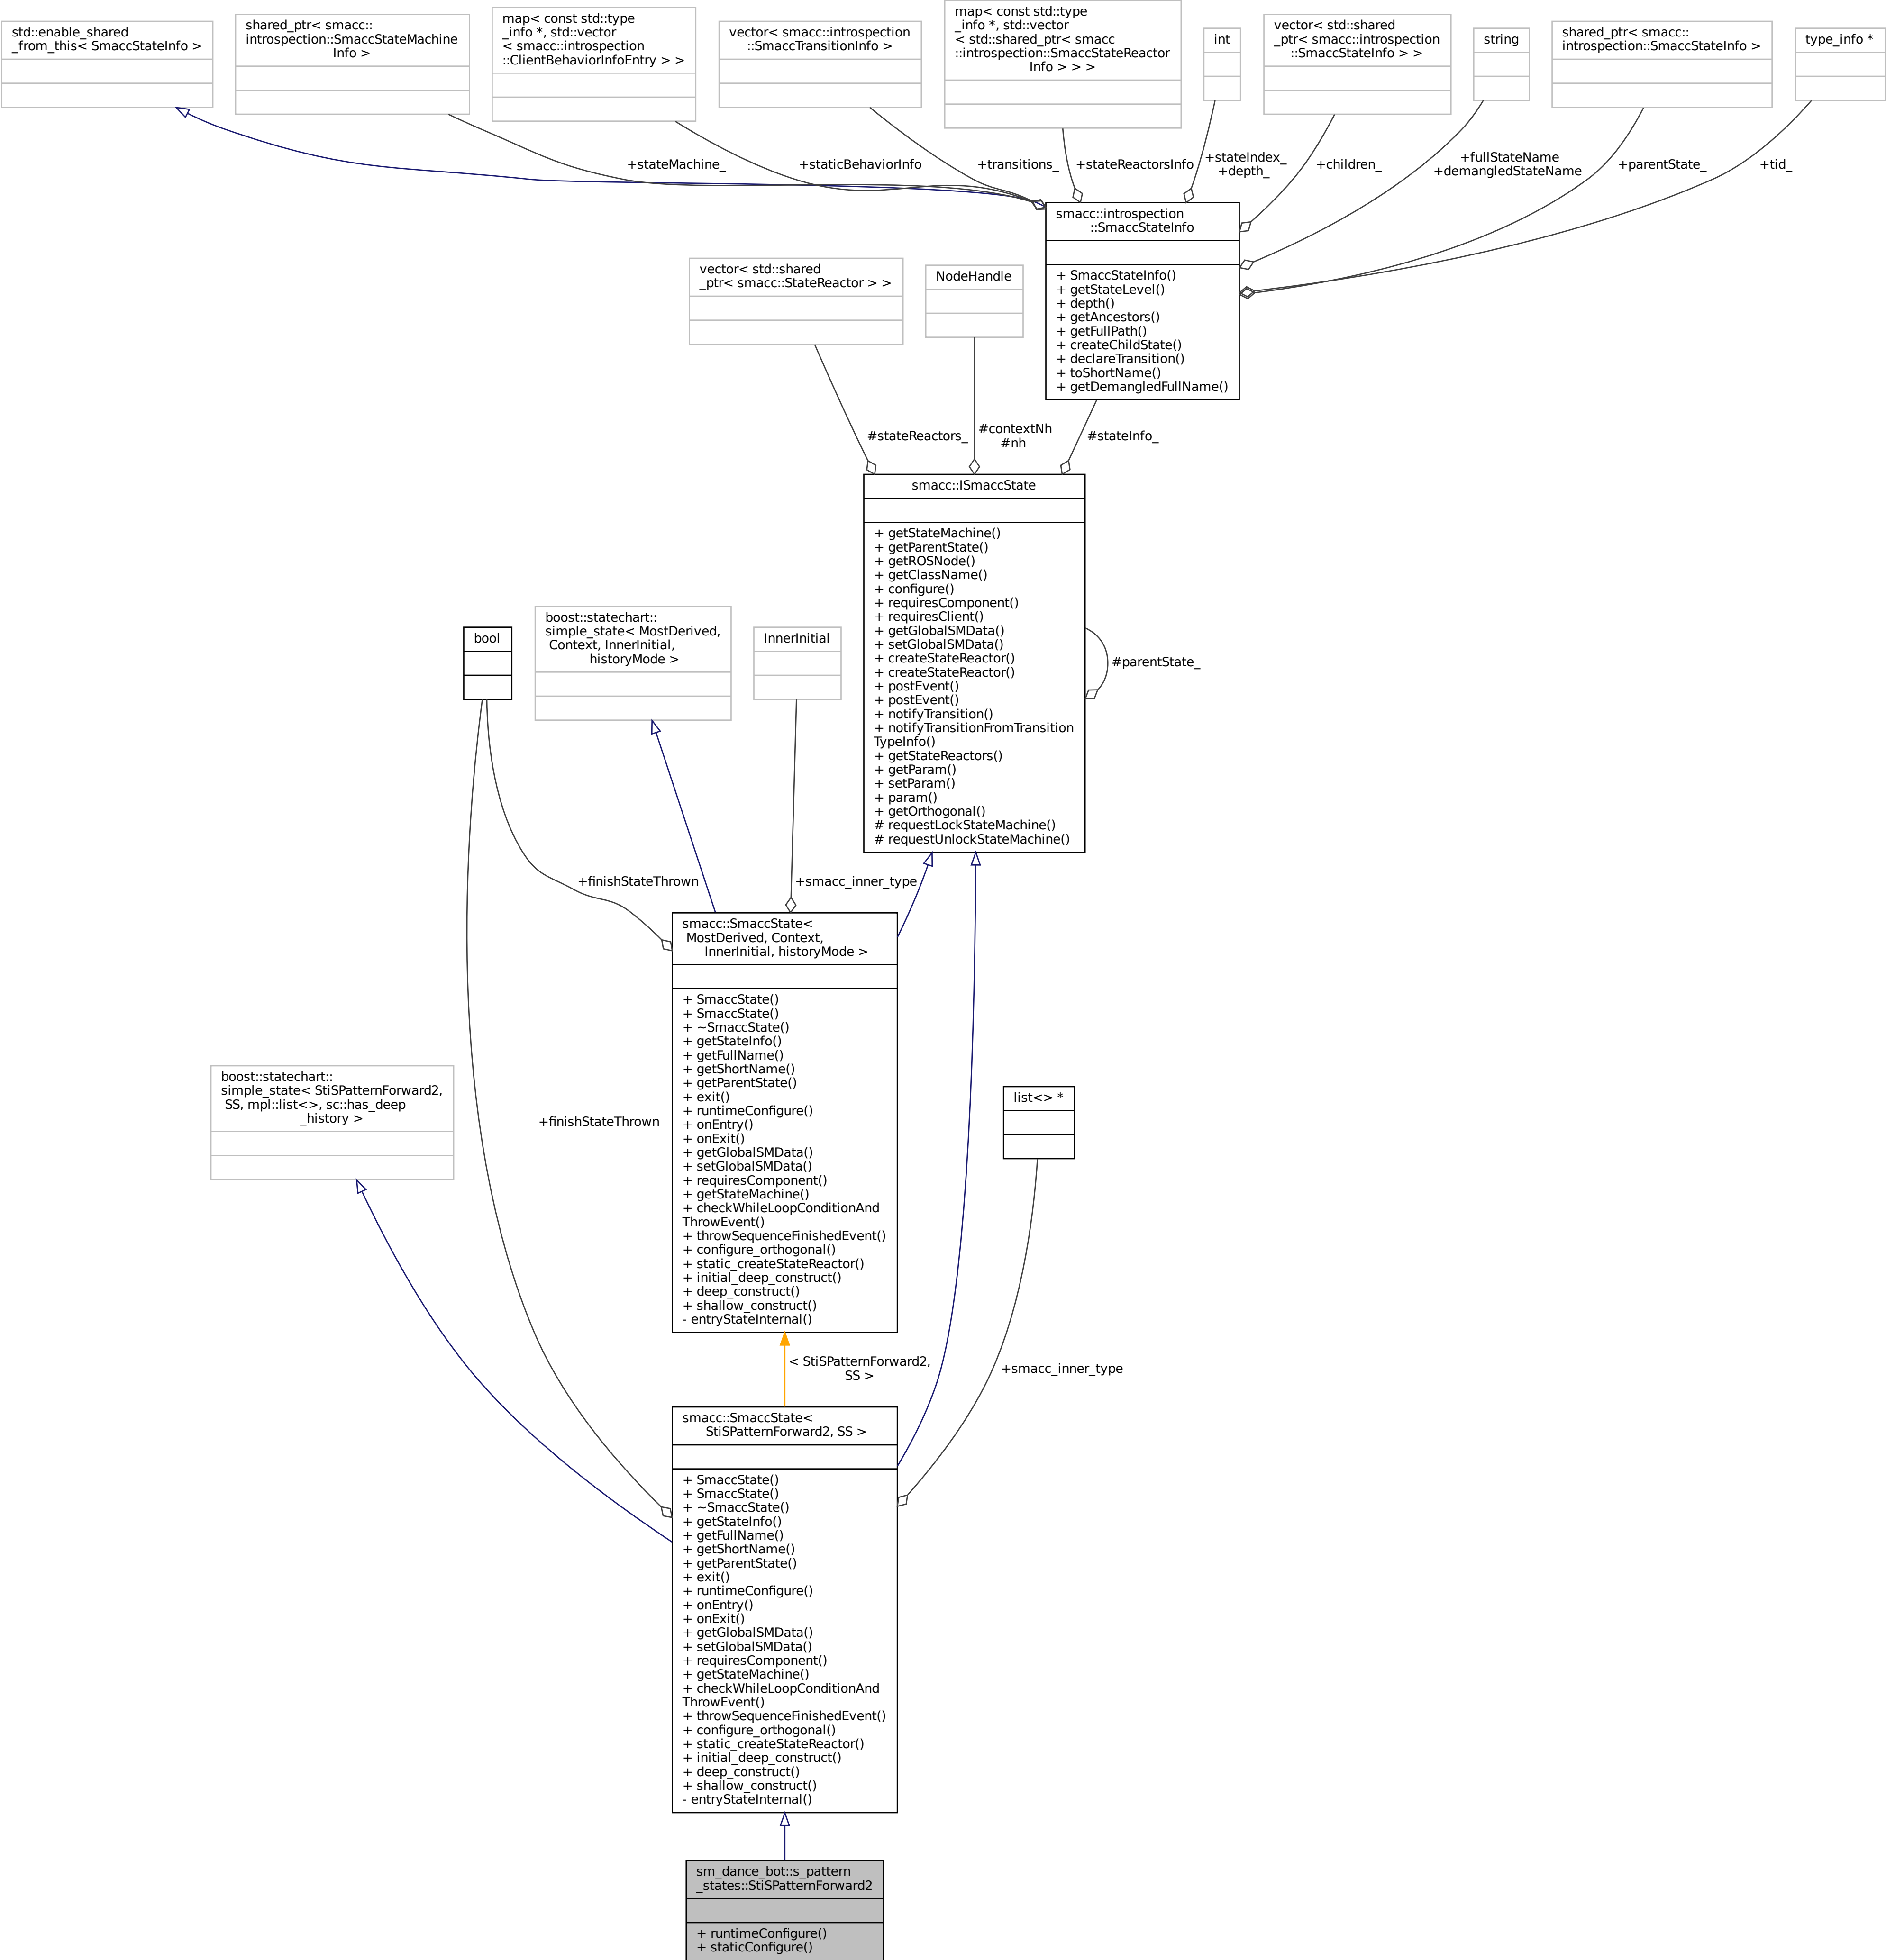 std::enable_shared
_from_this< SmaccStateInfo >
shared_ptr< smacc::
introspection::SmaccStateMachine
Info >
map< const std::type
_info *, std::vector
< smacc::introspection
::ClientBehaviorInfoEntry > >
vector< smacc::introspection
::SmaccTransitionInfo >
map< const std::type
_info *, std::vector
< std::shared_ptr< smacc
::introspection::SmaccStateReactor
Info > > >
int
vector< std::shared
_ptr< smacc::introspection
::SmaccStateInfo > >
string
shared_ptr< smacc::
introspection::SmaccStateInfo >
type_info *
+stateMachine_
+staticBehaviorInfo
+transitions_
+stateReactorsInfo
+stateIndex_
+depth_
+children_
+fullStateName
+demangledStateName
+parentState_
+tid_
smacc::introspection
::SmaccStateInfo
+ SmaccStateInfo()
+ getStateLevel()
+ depth()
+ getAncestors()
+ getFullPath()
+ createChildState()
+ declareTransition()
+ toShortName()
+ getDemangledFullName()
vector< std::shared
_ptr< smacc::StateReactor > >
NodeHandle
#stateReactors_
#contextNh
#nh
#stateInfo_
smacc::ISmaccState
+ getStateMachine()
+ getParentState()
+ getROSNode()
+ getClassName()
+ configure()
+ requiresComponent()
+ requiresClient()
+ getGlobalSMData()
+ setGlobalSMData()
+ createStateReactor()
+ createStateReactor()
+ postEvent()
+ postEvent()
+ notifyTransition()
+ notifyTransitionFromTransition
TypeInfo()
+ getStateReactors()
+ getParam()
+ setParam()
+ param()
+ getOrthogonal()
# requestLockStateMachine()
# requestUnlockStateMachine()
#parentState_
bool
boost::statechart::
simple_state< MostDerived,
Context, InnerInitial,
historyMode >
InnerInitial
+finishStateThrown
+smacc_inner_type
smacc::SmaccState<
MostDerived, Context,
InnerInitial, historyMode >
+ SmaccState()
+ SmaccState()
+ ~SmaccState()
+ getStateInfo()
+ getFullName()
+ getShortName()
+ getParentState()
+ exit()
+ runtimeConfigure()
+ onEntry()
+ onExit()
+ getGlobalSMData()
+ setGlobalSMData()
+ requiresComponent()
+ getStateMachine()
+ checkWhileLoopConditionAnd
ThrowEvent()
+ throwSequenceFinishedEvent()
+ configure_orthogonal()
+ static_createStateReactor()
+ initial_deep_construct()
+ deep_construct()
+ shallow_construct()
- entryStateInternal()
boost::statechart::
simple_state< StiSPatternForward2,
SS, mpl::list<>, sc::has_deep
_history >
+finishStateThrown
list<> *
< StiSPatternForward2,
SS >
+smacc_inner_type
smacc::SmaccState<
StiSPatternForward2, SS >
+ SmaccState()
+ SmaccState()
+ ~SmaccState()
+ getStateInfo()
+ getFullName()
+ getShortName()
+ getParentState()
+ exit()
+ runtimeConfigure()
+ onEntry()
+ onExit()
+ getGlobalSMData()
+ setGlobalSMData()
+ requiresComponent()
+ getStateMachine()
+ checkWhileLoopConditionAnd
ThrowEvent()
+ throwSequenceFinishedEvent()
+ configure_orthogonal()
+ static_createStateReactor()
+ initial_deep_construct()
+ deep_construct()
+ shallow_construct()
- entryStateInternal()
sm_dance_bot::s_pattern
_states::StiSPatternForward2
+ runtimeConfigure()
+ staticConfigure()